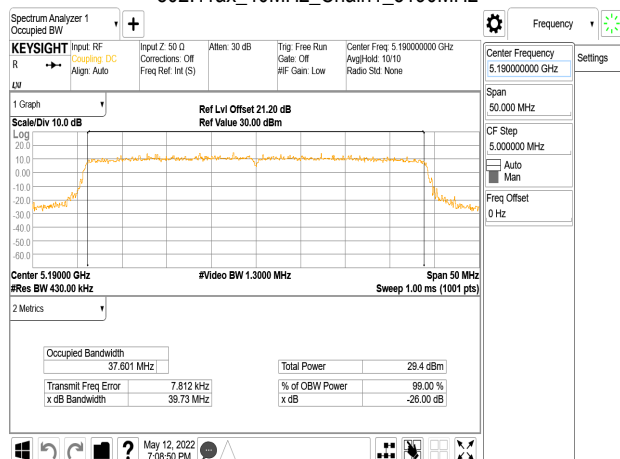 Spectrum Analyzer 1
Occupied BW
Frequency
KEYSIGHT
R
Input: RF
Coupling: DC
Align: Auto
Input Z: 50 Ω
Corrections: Off
Freq Ref: Int (S)
Atten: 30 dB
Trig: Free Run
Gate: Off
#IF Gain: Low
Center Freq: 5.190000000 GHz
Avg|Hold: 10/10
Radio Std: None
Center Frequency
5.190000000 GHz
Settings
Span
50.000 MHz
CF Step
5.000000 MHz
Auto
Man
Freq Offset
0 Hz
1 Graph
Scale/Div 10.0 dB
Ref Lvl Offset 21.20 dB
Ref Value 30.00 dBm
Log
20.0
10.0
0.00
-10.0
-20.0
-30.0
-40.0
-50.0
-60.0
Center 5.19000 GHz
#Video BW 1.3000 MHz
Span 50 MHz
#Res BW 430.00 kHz
Sweep 1.00 ms (1001 pts)
2 Metrics
Occupied Bandwidth
37.601 MHz
Total Power 29.4 dBm
Transmit Freq Error 7.812 kHz
% of OBW Power 99.00 %
x dB Bandwidth 39.73 MHz
x dB -26.00 dB
May 12, 2022
7:08:50 PM